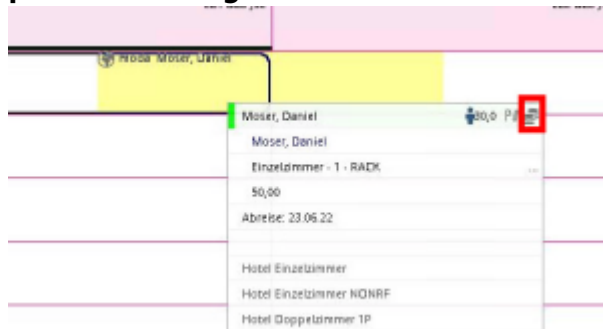 Moser, Daniel
Moser, Daniel
Moser, Daniel
Einzelzimmer - 1 - RACK
...
50,00
Abreise: 23.06.22
Hotel Einzelzimmer
Hotel Einzelzimmer NONRF
Hotel Doppelzimmer 1P